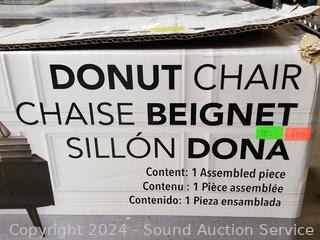 DONUT CHAIR
CHAISE BEIGNET
SILLÓN DONA
Content: 1 Assembled piece
Contenu : 1 Pièce assemblée
Contenido: 1 Pieza ensamblada
Copyright © 2024 - Sound Auction Service